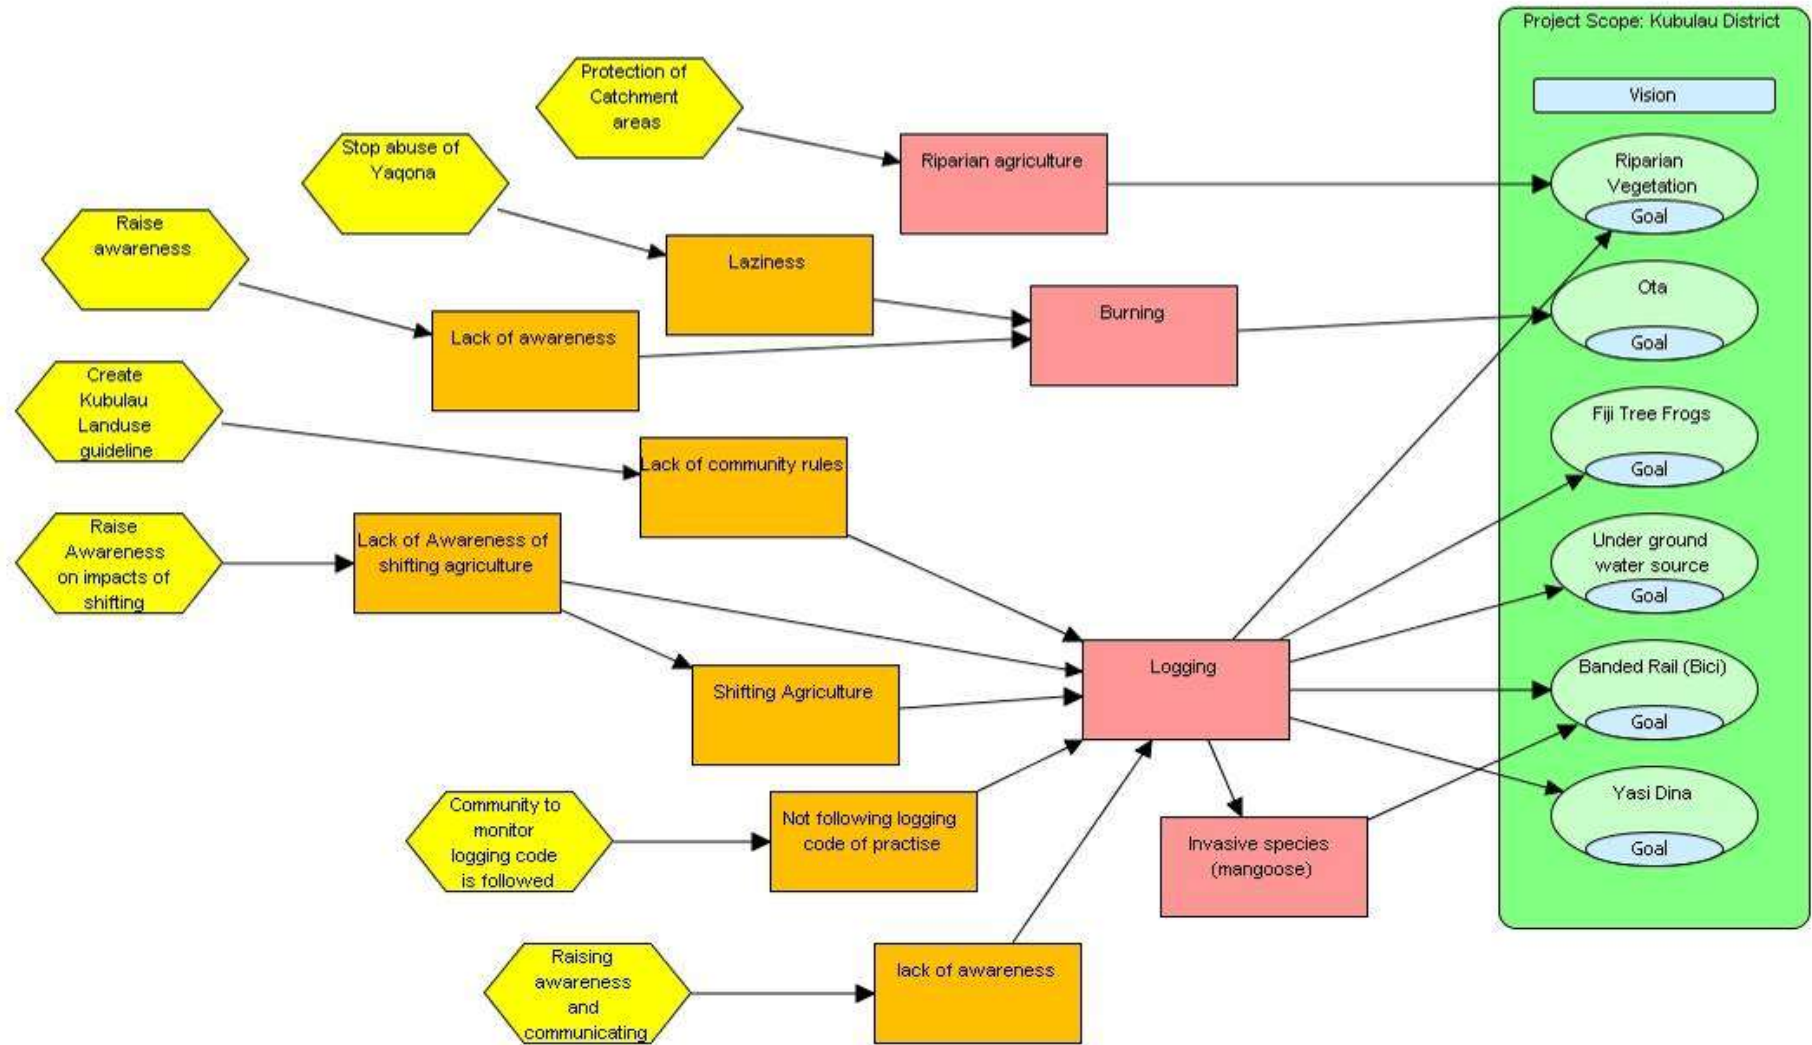 Project Scope: Kubulau District
Vision
Protection of
Catchment
areas
Stop abuse of
Yaqona
Riparian agriculture
Riparian
Vegetation
Goal
Raise
awareness
Laziness
Burning
Ota
Goal
Lack of awareness
Create
Kubulau
Landuse
guideline
Lack of community rules
Fiji Tree Frogs
Goal
Raise
Awareness
on impacts of
shifting
Lack of Awareness of
shifting agriculture
Under ground
water source
Goal
Shifting Agriculture
Logging
Banded Rail (Bici)
Goal
Community to
monitor
logging code
is followed
Not following logging
code of practise
Invasive species
(mangoose)
Yasi Dina
Goal
Raising
awareness
and
communicating
lack of awareness